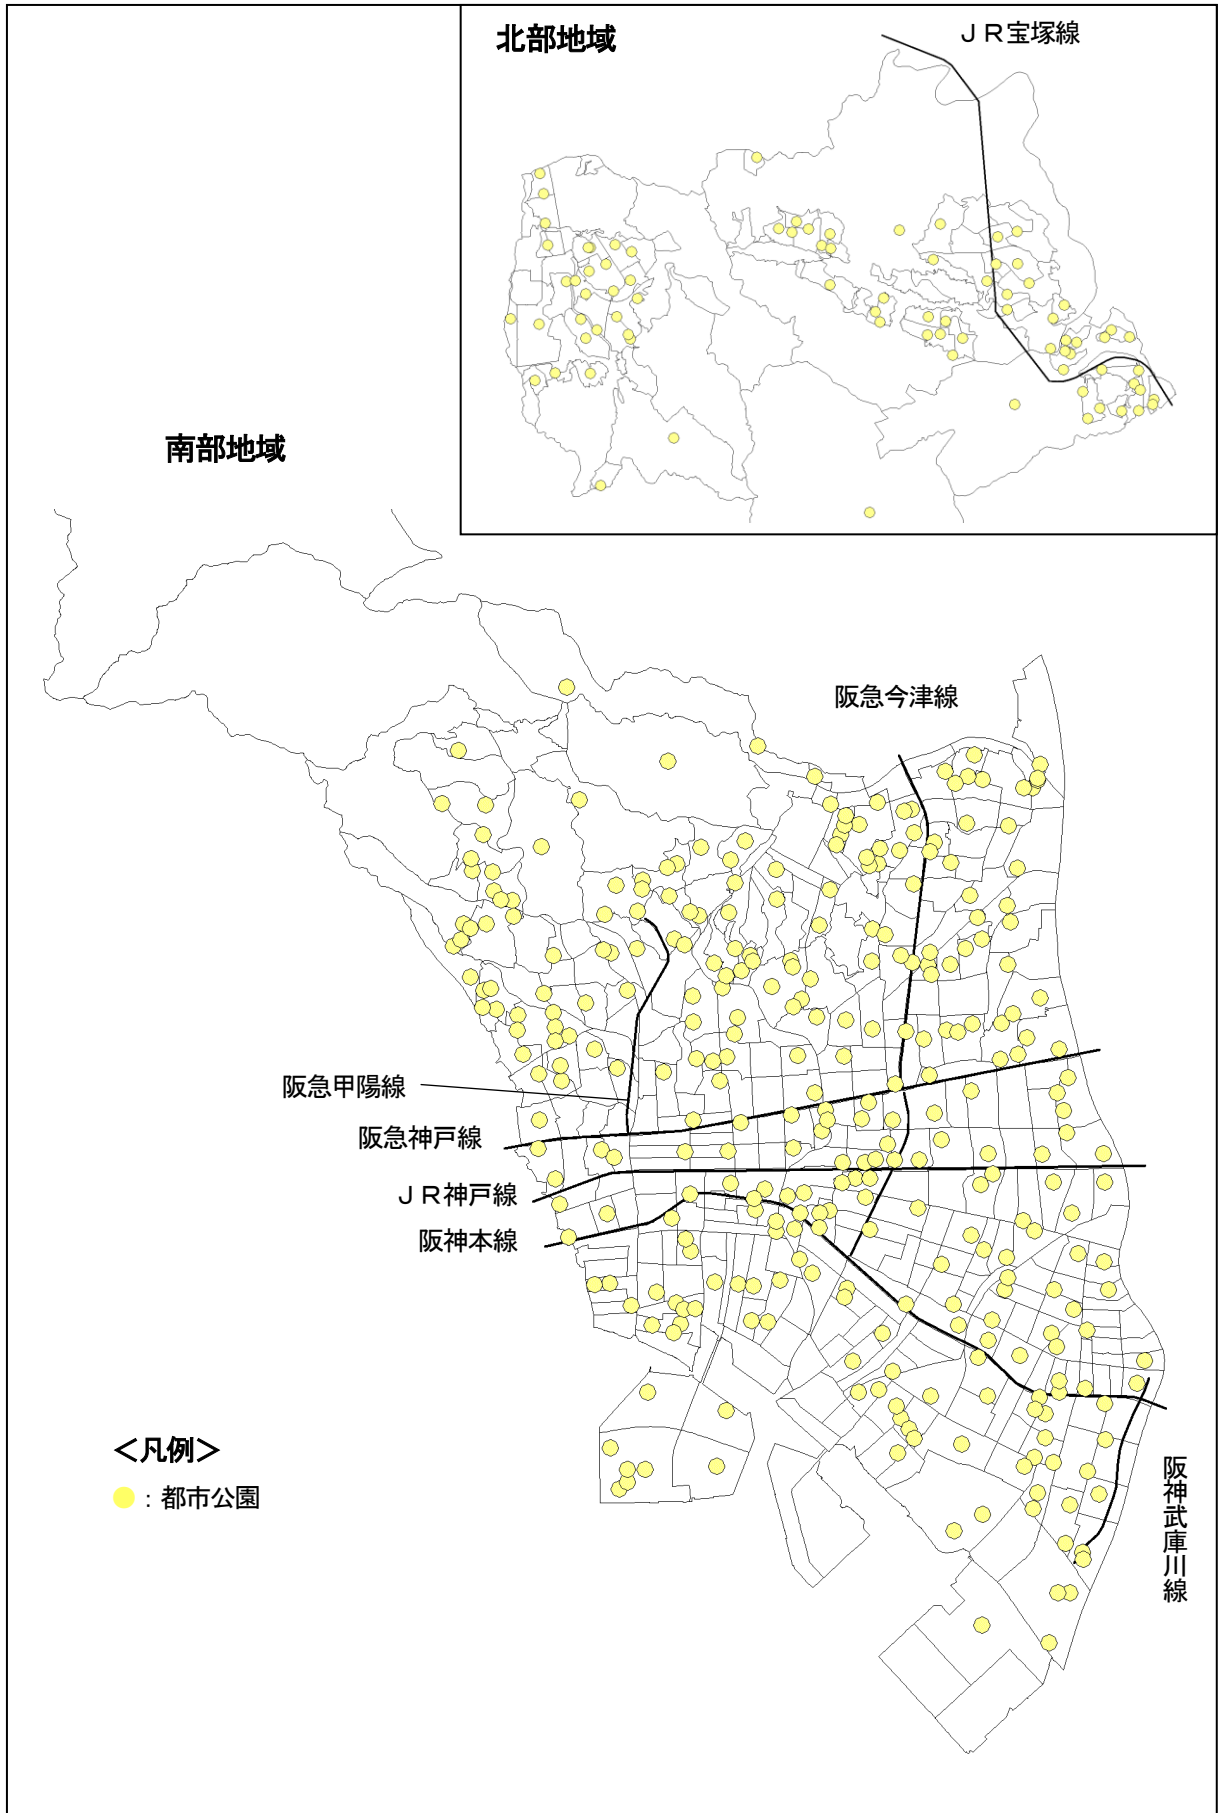 北部地域
ＪＲ宝塚線
南部地域
阪急今津線
阪急甲陽線
阪急神戸線
ＪＲ神戸線
阪神本線
＜凡例＞
：都市公園
阪神武庫川線